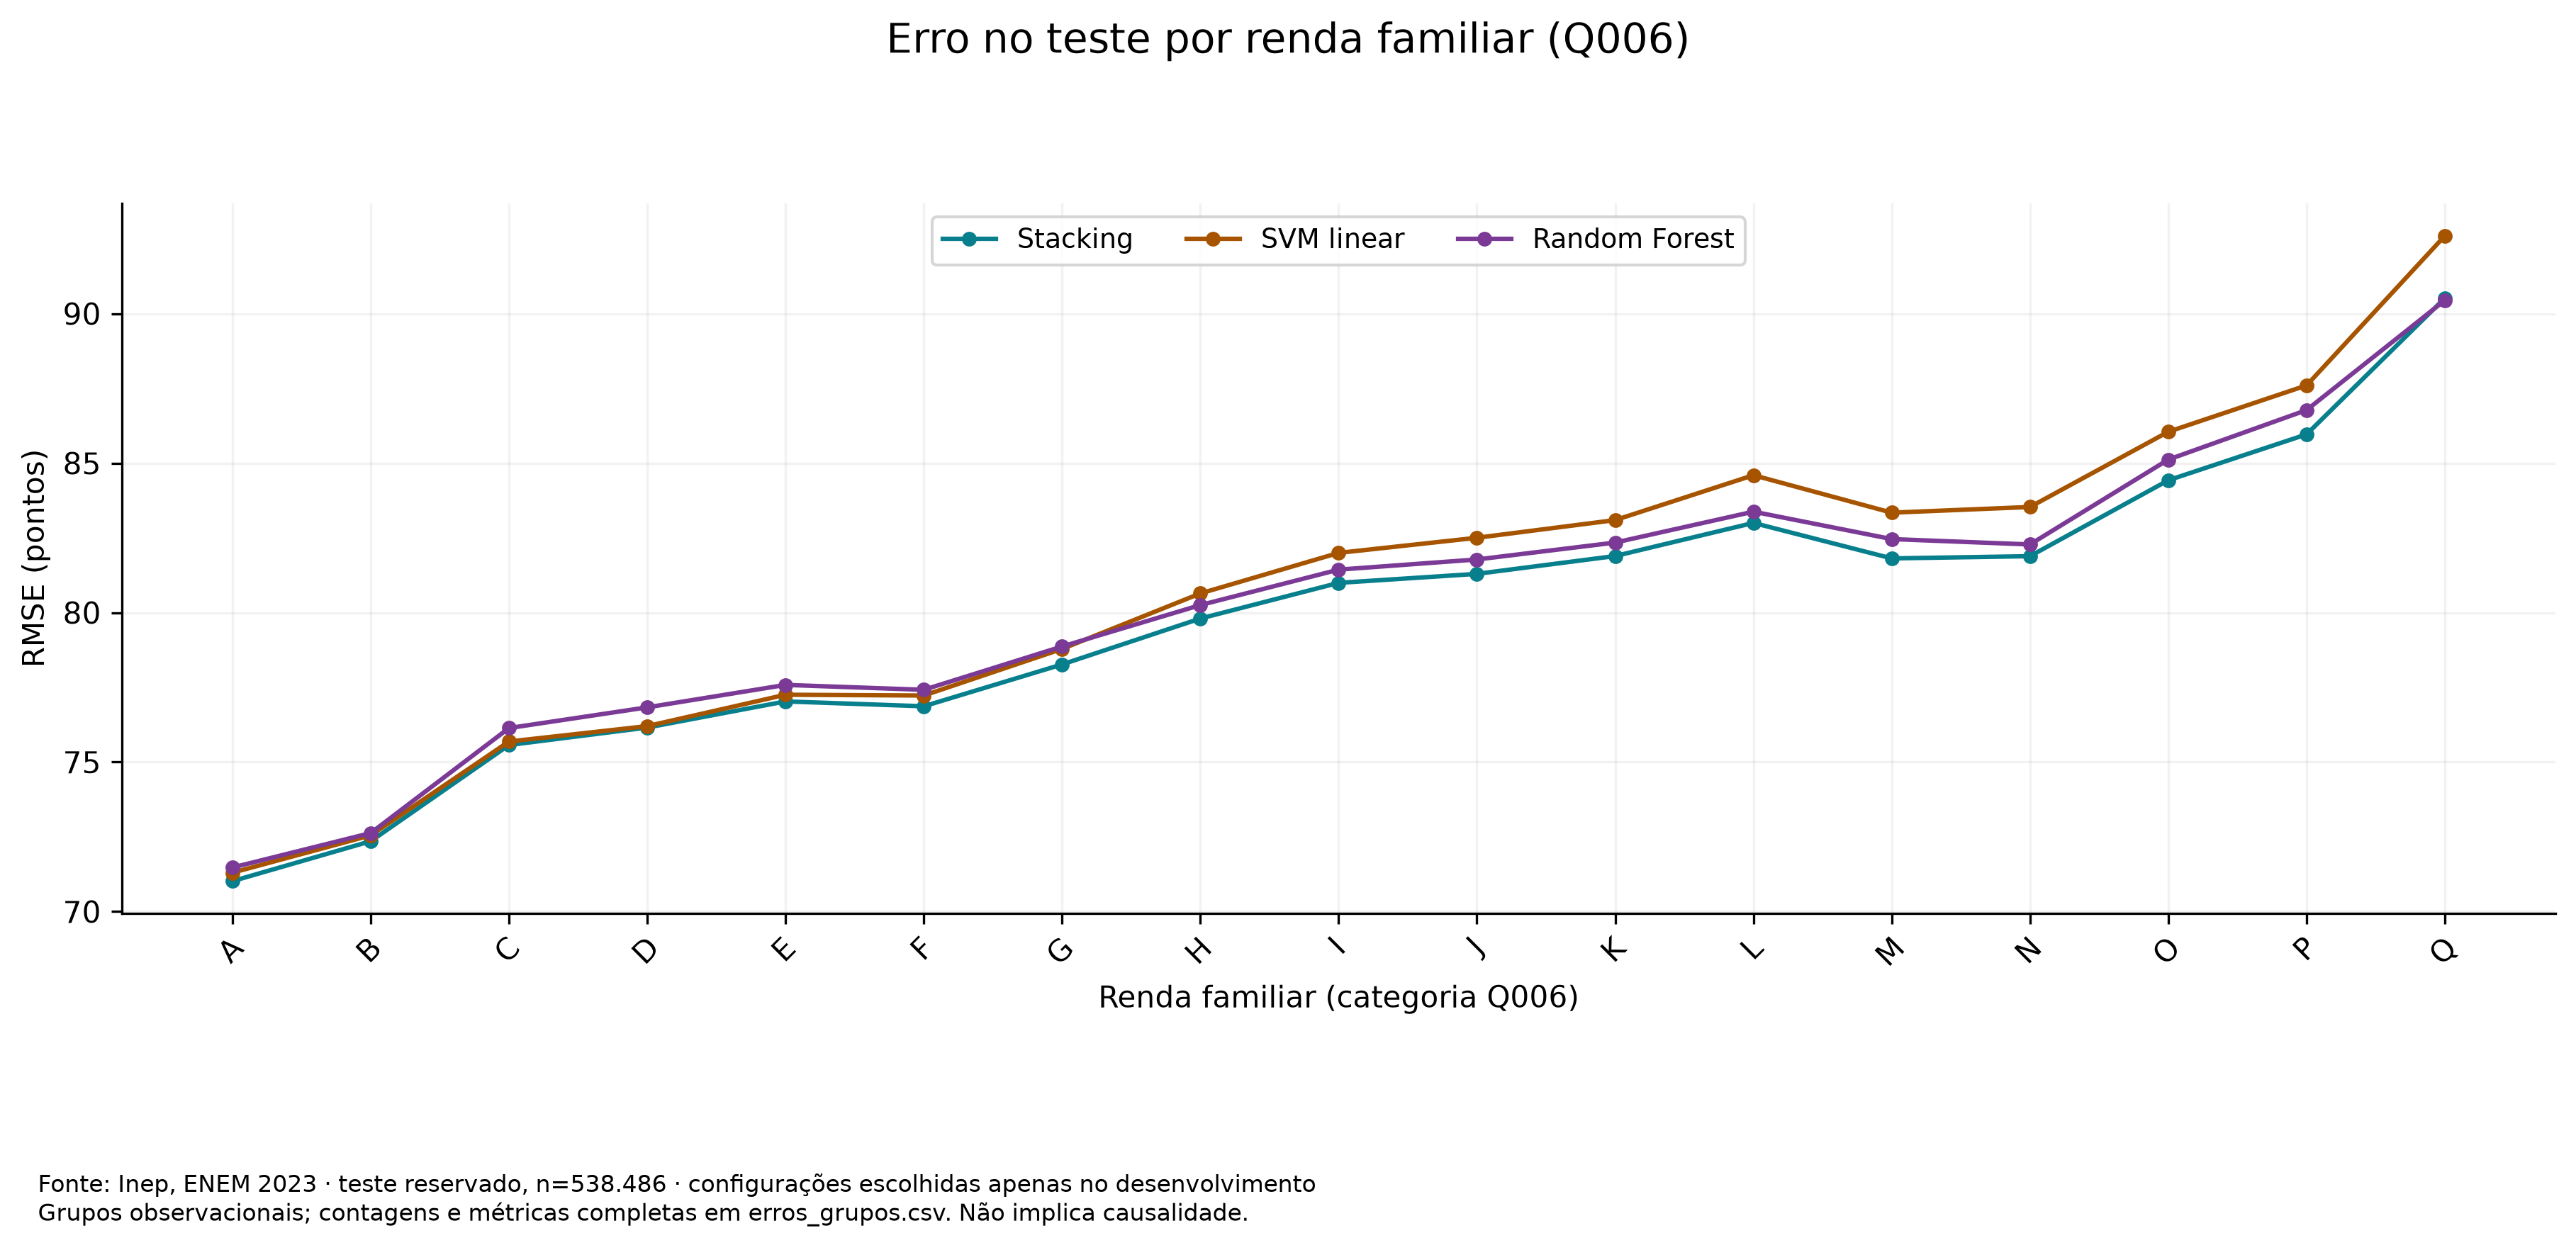 Erro no teste por renda familiar (Q006)
Stacking
SVM linear
Random Forest
RMSE (pontos)
90
85
80
75
70
A
B
C
D
E
F
G
H
I
J
K
L
M
N
O
P
Q
Renda familiar (categoria Q006)
Fonte: Inep, ENEM 2023 · teste reservado, n=538.486 · configurações escolhidas apenas no desenvolvimento
Grupos observacionais; contagens e métricas completas em erros_grupos.csv. Não implica causalidade.